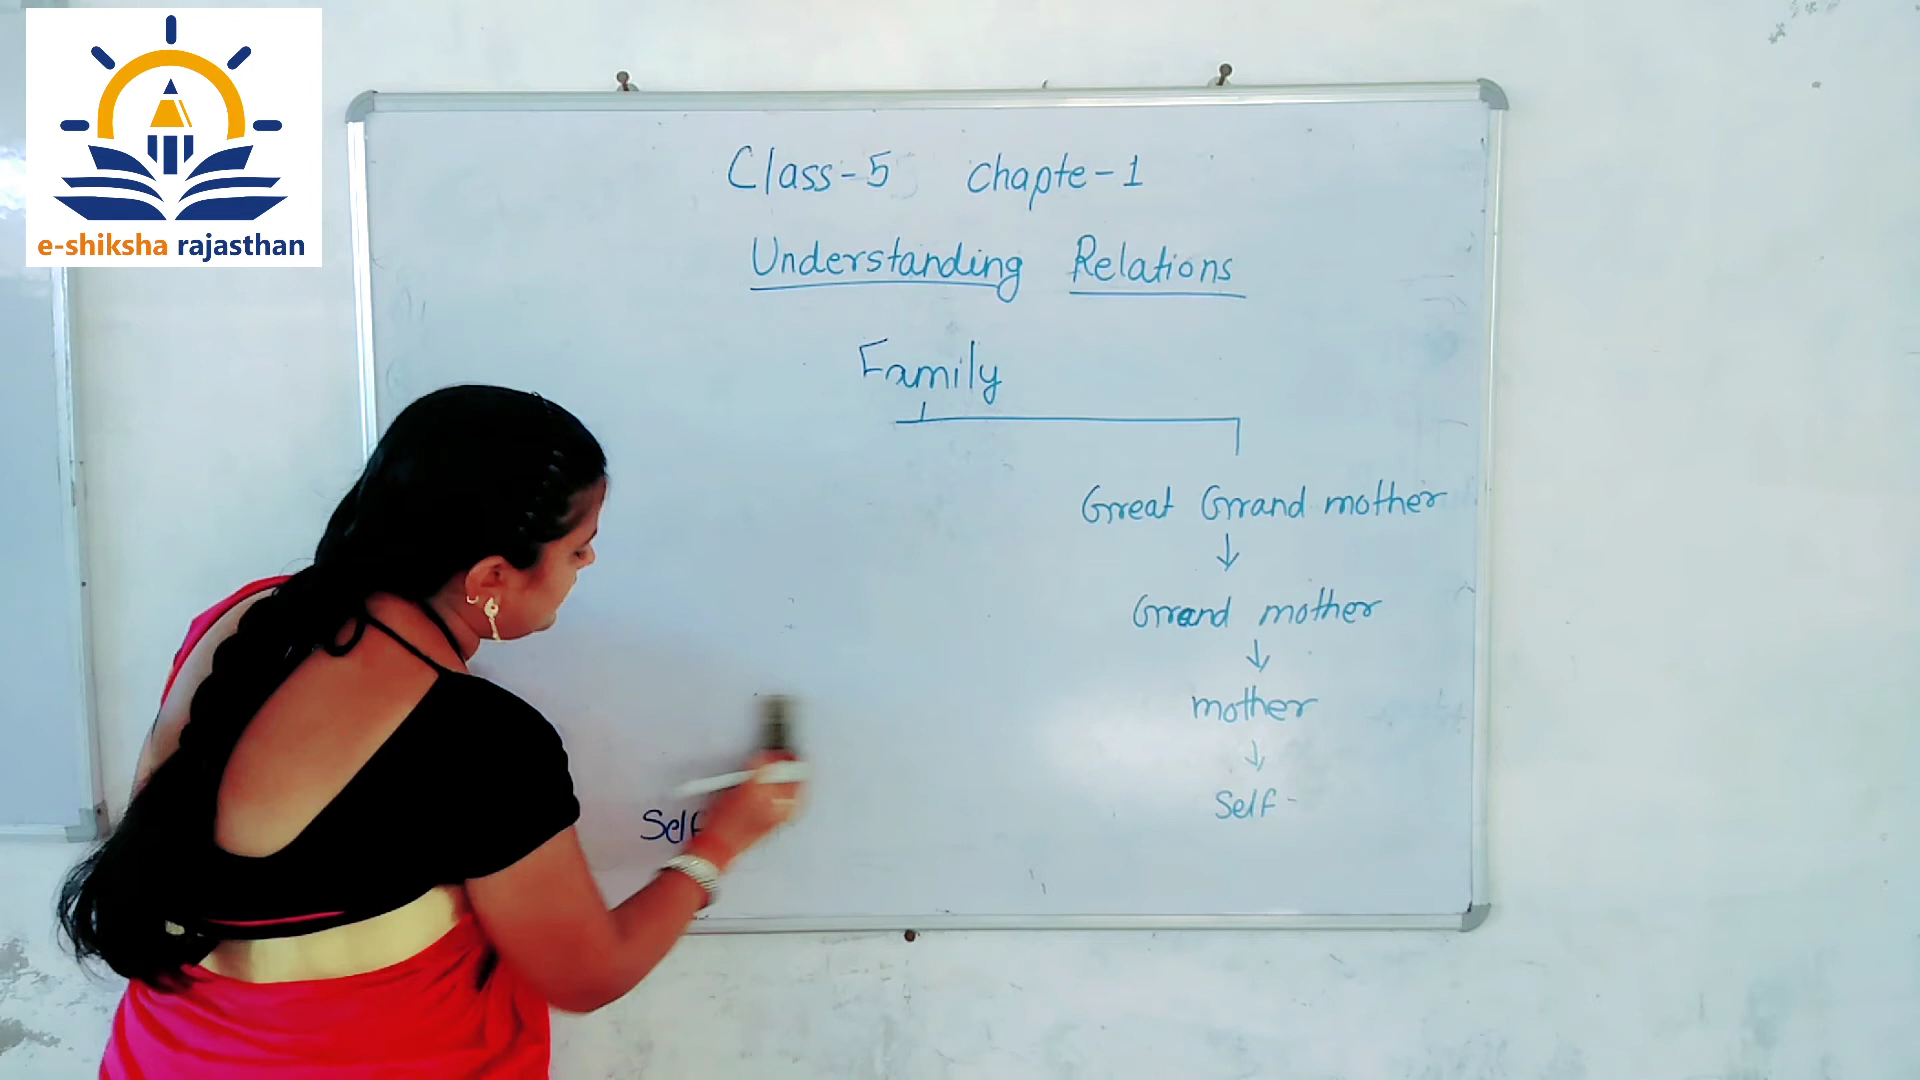 e-shiksha rajasthan
Class-5 Chapte-1
Understanding Relations
Family
Great Grand mother
↓
Grand mother
↓
mother
↓
Self -
Self